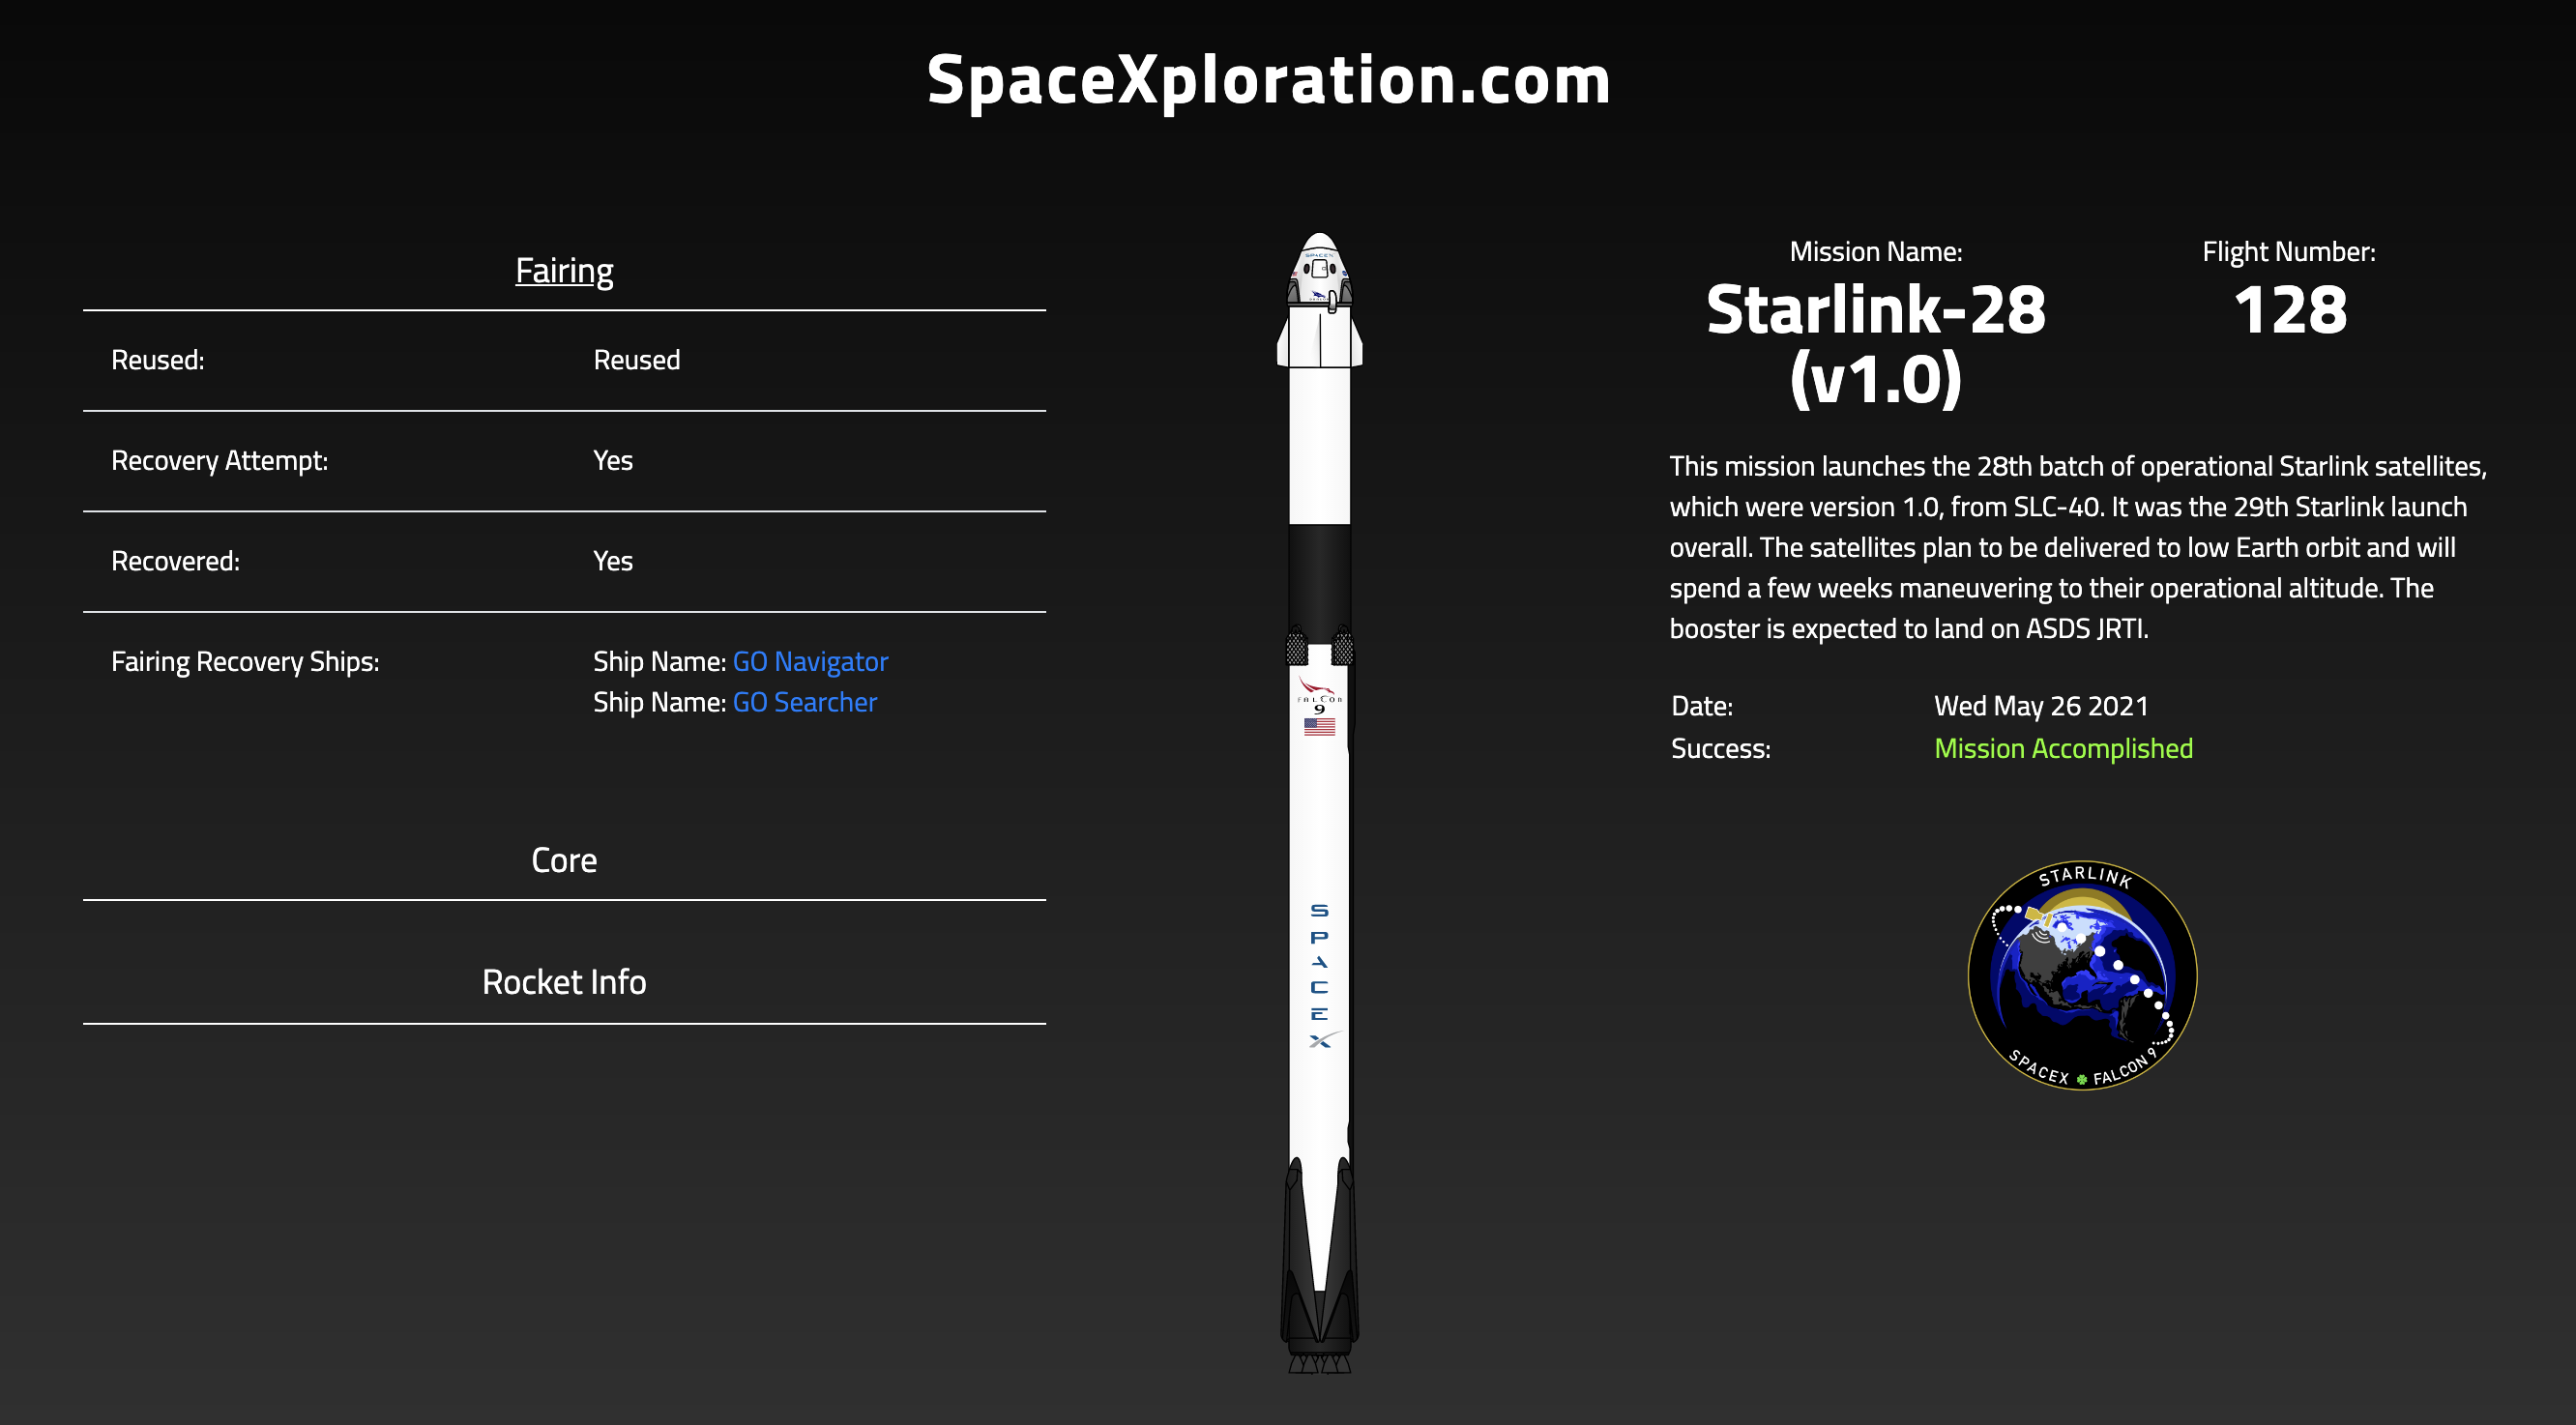 SpaceXploration.com
Fairing
Reused: Reused
Recovery Attempt: Yes
Recovered: Yes
Fairing Recovery Ships: Ship Name: GO Navigator
Ship Name: GO Searcher
Core
Rocket Info
SPACEX
FALCON
9
S
P
A
C
E
X
Mission Name:
Starlink-28
(v1.0)
Flight Number:
128
This mission launches the 28th batch of operational Starlink satellites,
which were version 1.0, from SLC-40. It was the 29th Starlink launch
overall. The satellites plan to be delivered to low Earth orbit and will
spend a few weeks maneuvering to their operational altitude. The
booster is expected to land on ASDS JRTI.
Date: Wed May 26 2021
Success: Mission Accomplished
STARLINK
SPACEX FALCON 9